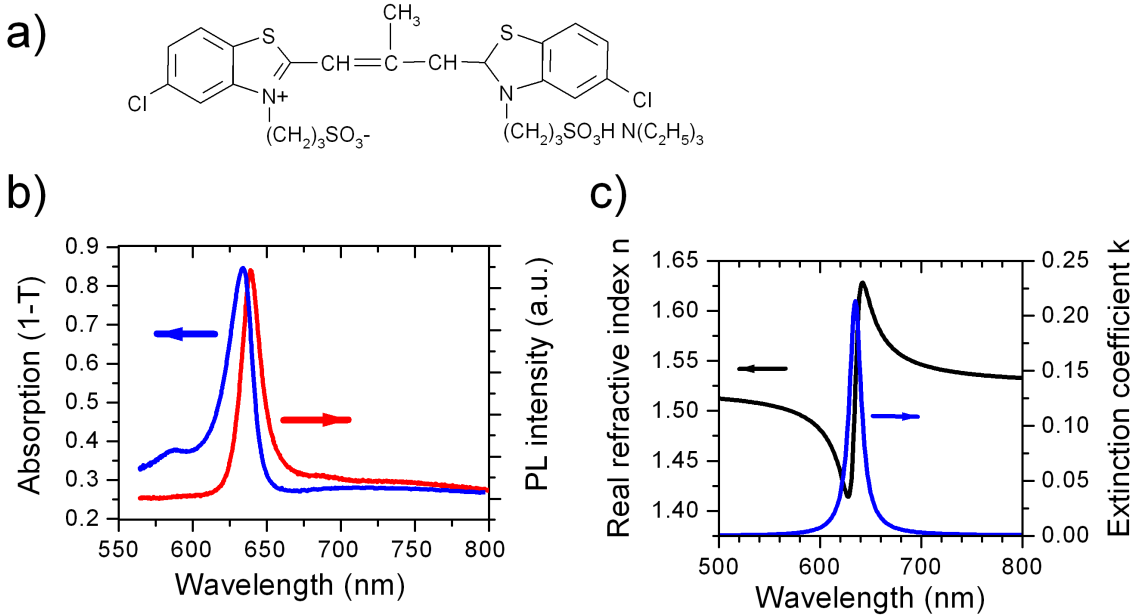 a)
CH3
S
S
CH
C
CH
Cl
N+
N
Cl
(CH2)3SO3-
(CH2)3SO3H N(C2H5)3
b)
Absorption (1-T)
0.9
0.8
0.7
0.6
0.5
0.4
0.3
0.2
550 600 650 700 750 800
Wavelength (nm)
PL intensity (a.u.)
c)
Real refractive index n
1.65
1.60
1.55
1.50
1.45
1.40
500 600 700 800
Wavelength (nm)
0.25
0.20
0.15
0.10
0.05
0.00
Extinction coefficient k